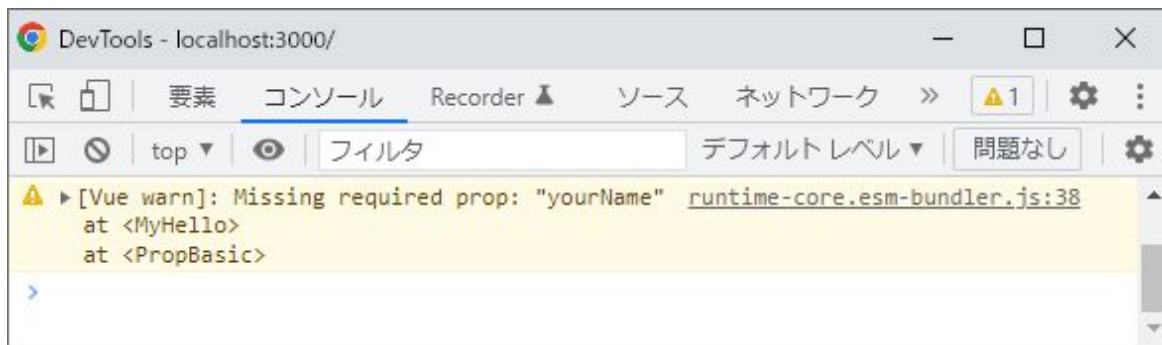 DevTools - localhost:3000/
要素 コンソール Recorder ソース ネットワーク » 1
top ▼ フィルタ デフォルト レベル ▼ 問題なし
▶[Vue warn]: Missing required prop: "yourName" runtime-core.esm-bundler.js:38
at <MyHello>
at <PropBasic>
>